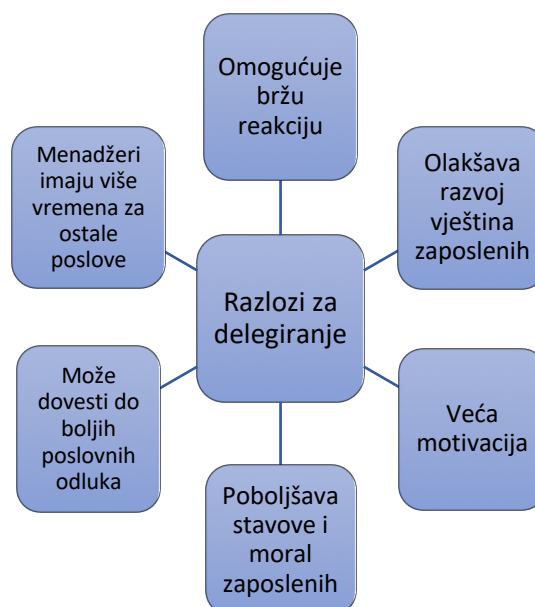 Omogućuje
bržu
reakciju
Menadžeri
imaju više
vremena za
ostale
poslove
Olakšava
razvoj
vještina
zaposlenih
Razlozi za
delegiranje
Može
dovesti do
boljih
poslovnih
odluka
Veća
motivacija
Poboljšava
stavove i
moral
zaposlenih